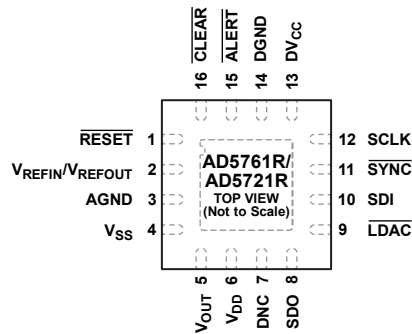 CLEAR
ALERT
DGND
DVCC
16
15
14
13
RESET 1
VREFIN/VREFOUT 2
AGND 3
VSS 4
AD5761R/
AD5721R
TOP VIEW
(Not to Scale)
12 SCLK
11 SYNC
10 SDI
9 LDAC
5
6
7
8
VOUT
VDD
DNC
SDO